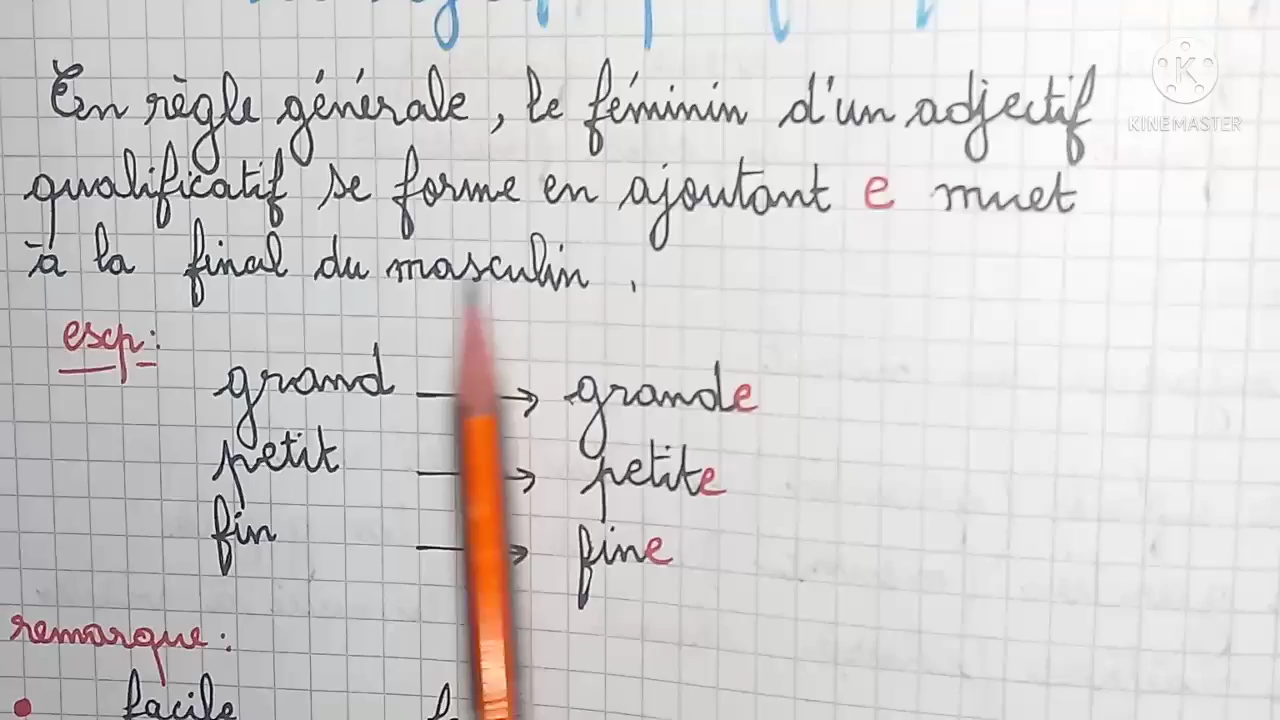 KINEMASTER
En règle générale, le féminin d'un adjectif
qualificatif se forme en ajoutant e muet
à la final du masculin.
exp:
grand → grande
petit → petite
fin → fine
remarque:
• facile